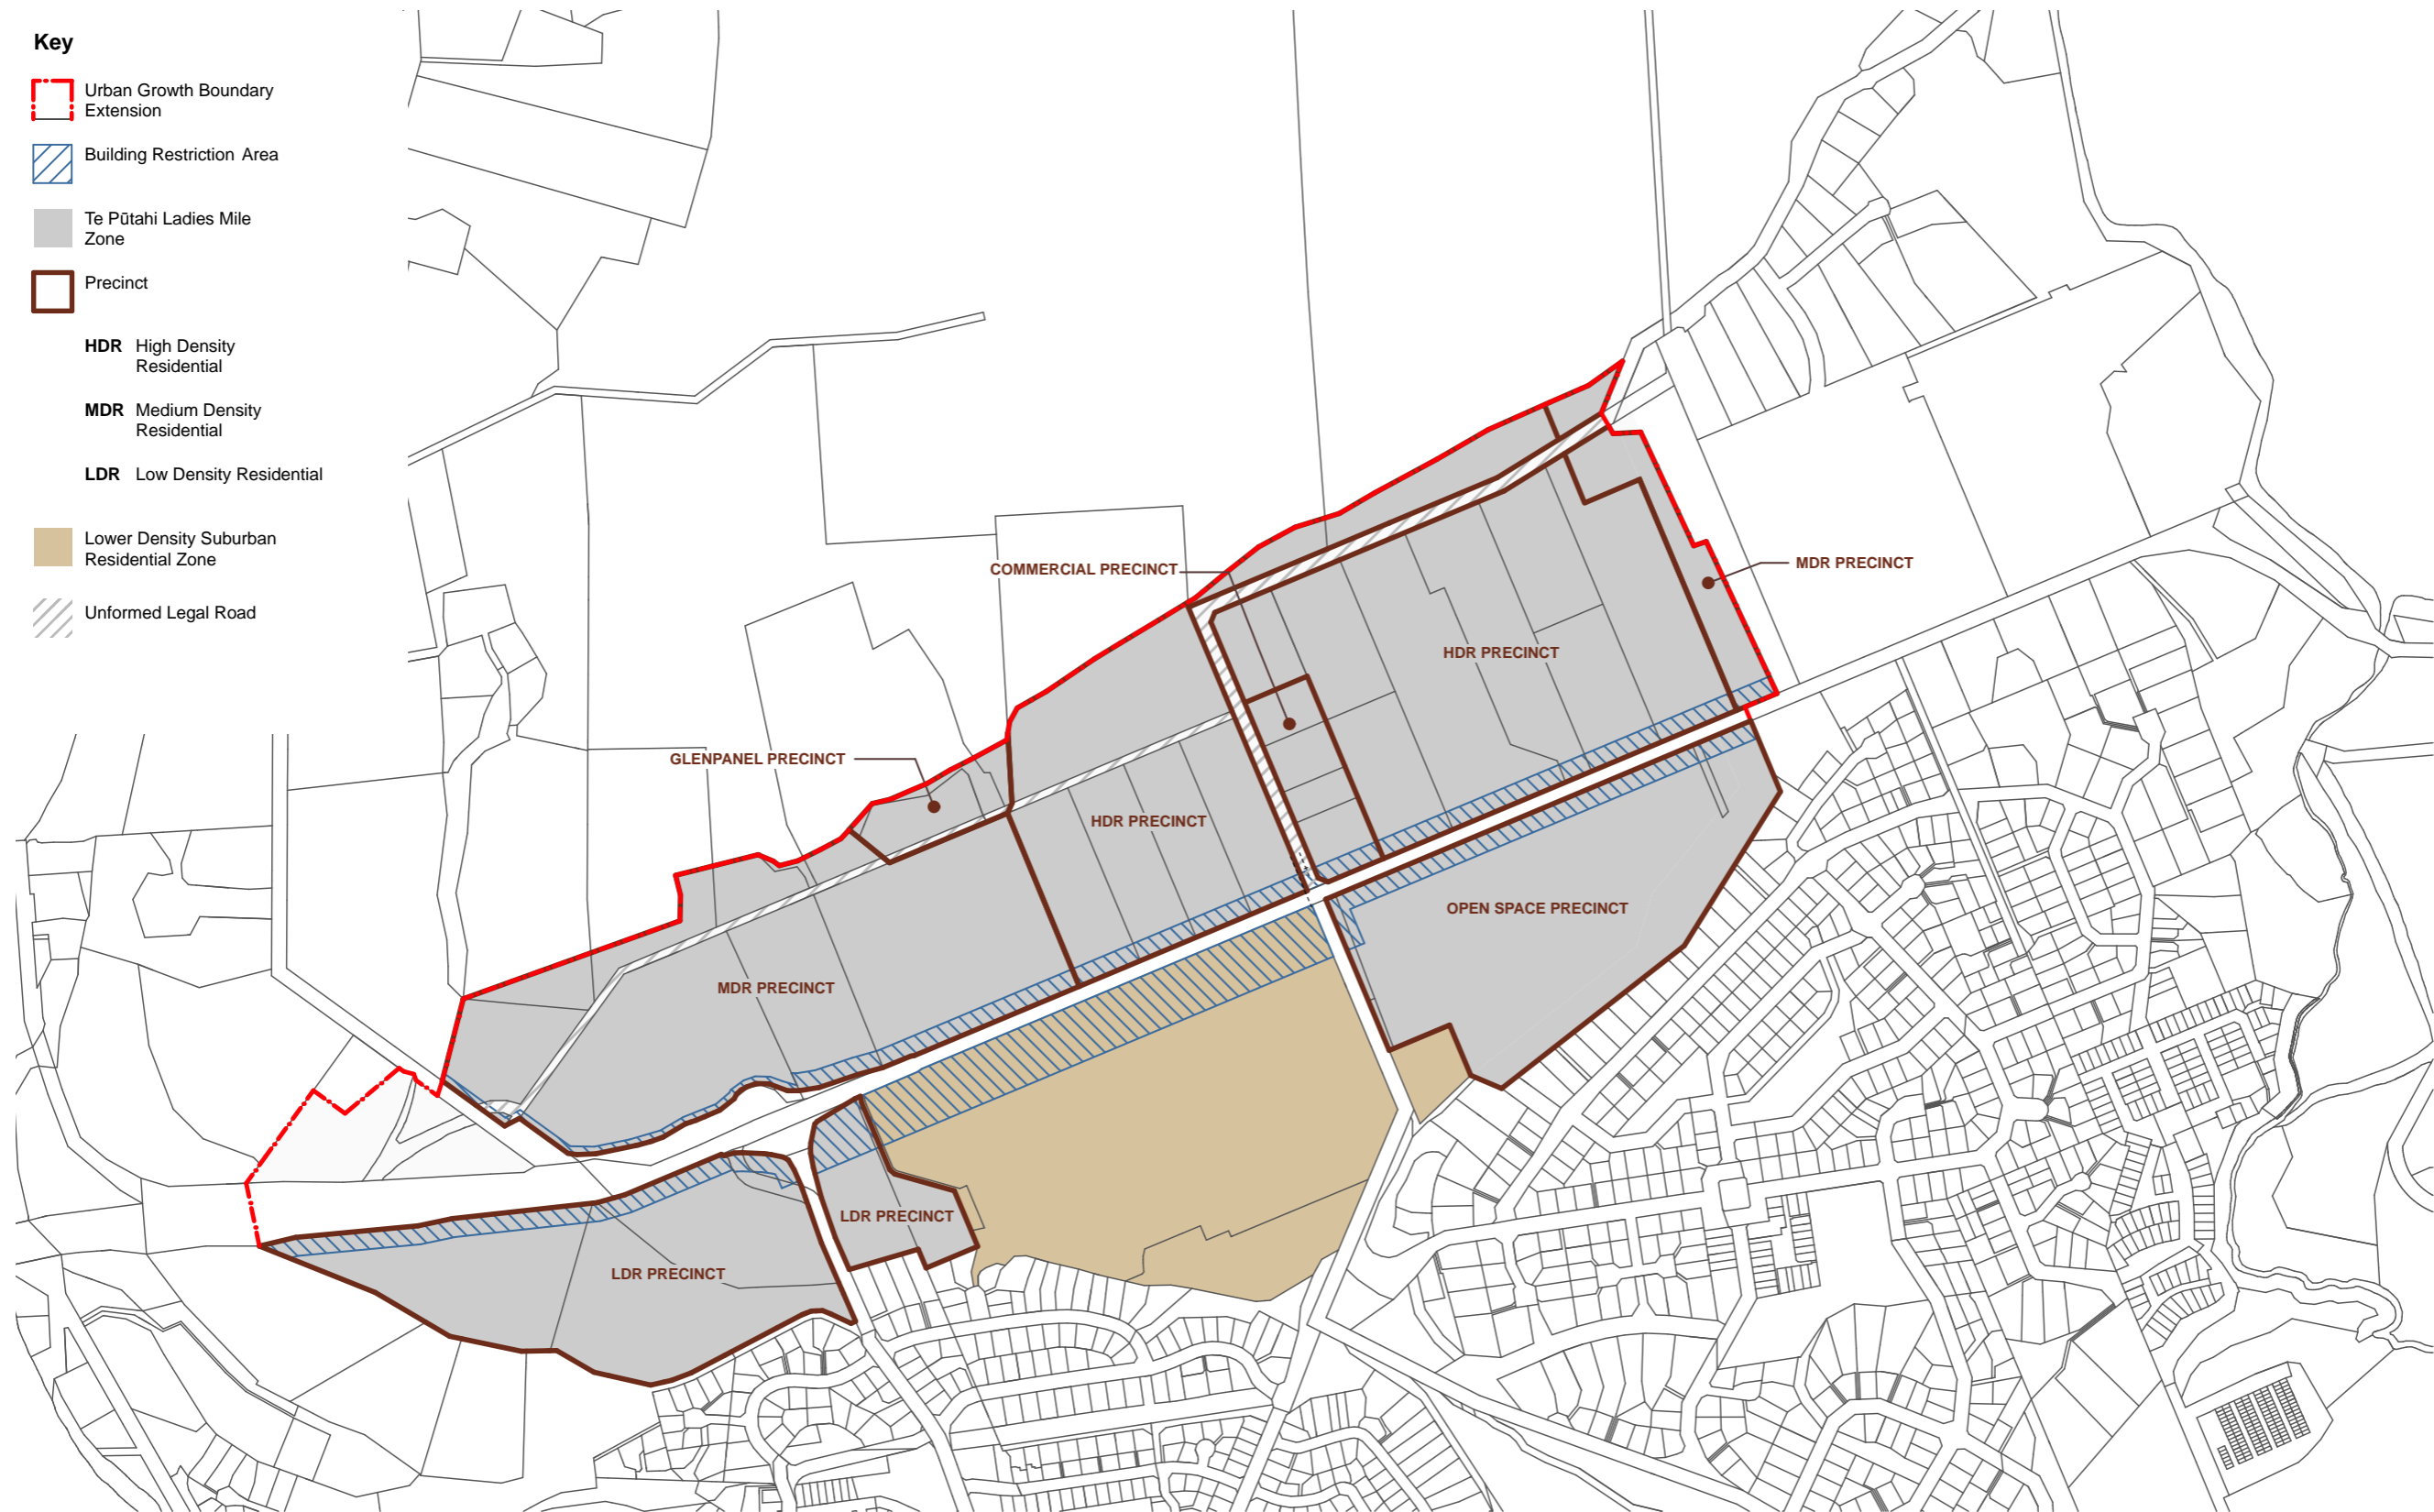 Key
Urban Growth Boundary
Extension
Building Restriction Area
Te Pūtahi Ladies Mile
Zone
Precinct
HDR High Density
Residential
MDR Medium Density
Residential
LDR Low Density Residential
Lower Density Suburban
Residential Zone
Unformed Legal Road
COMMERCIAL PRECINCT
MDR PRECINCT
HDR PRECINCT
GLENPANEL PRECINCT
HDR PRECINCT
OPEN SPACE PRECINCT
MDR PRECINCT
LDR PRECINCT
LDR PRECINCT